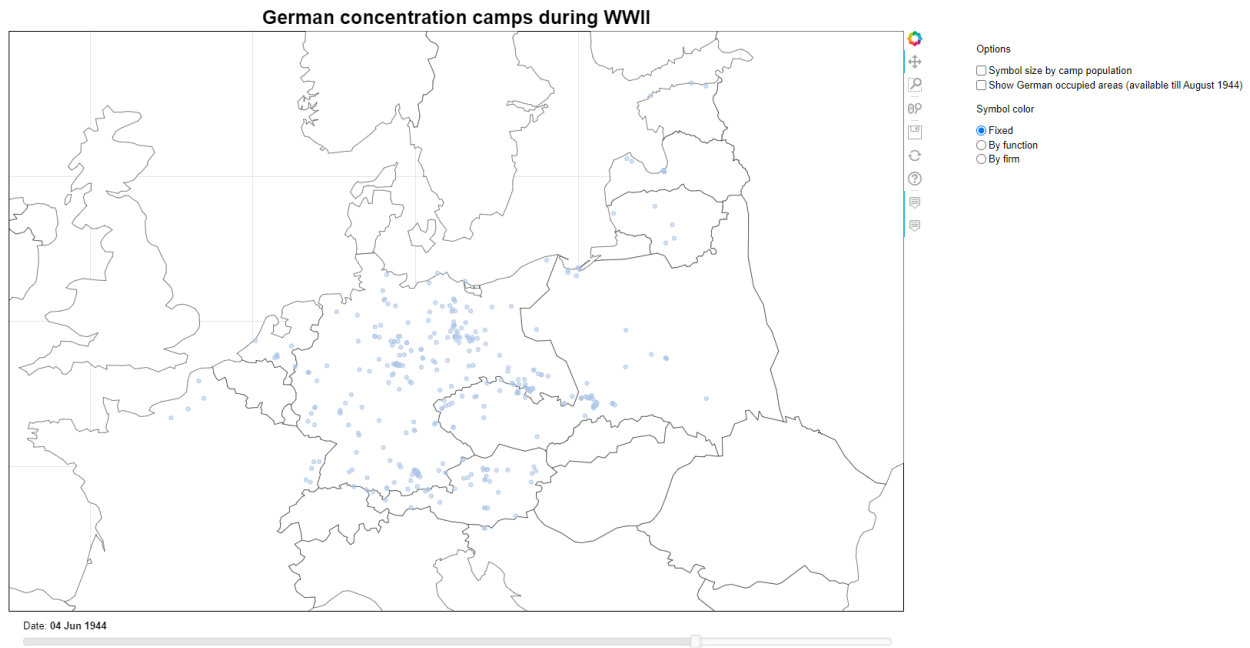 German concentration camps during WWII
Options
Symbol size by camp population
Show German occupied areas (available till August 1944)
Symbol color
Fixed
By function
By firm
Date: 04 Jun 1944